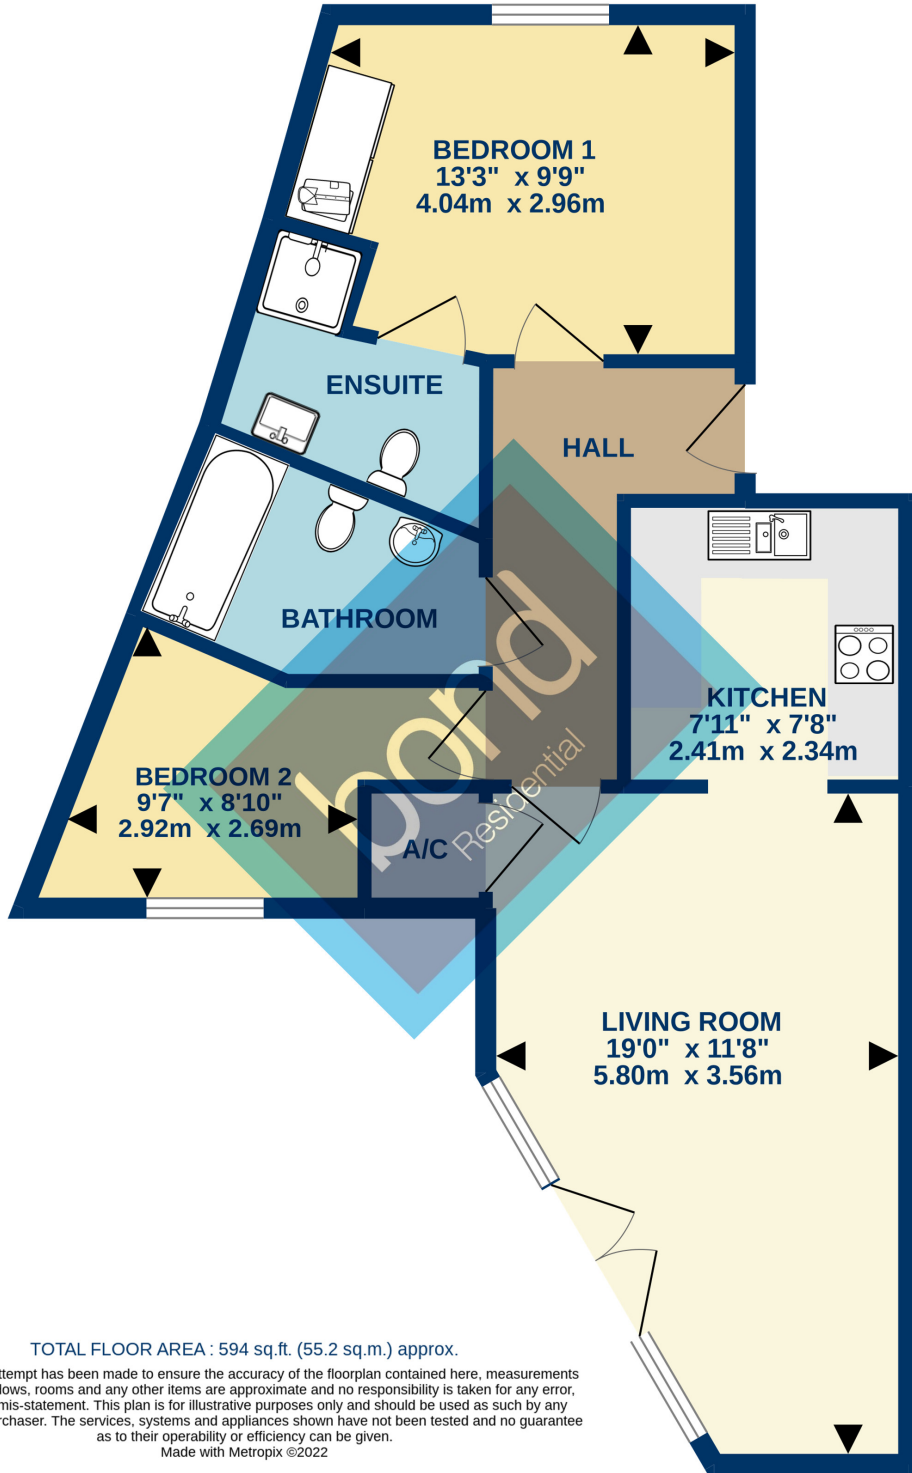 BEDROOM 1
13'3" x 9'9"
4.04m x 2.96m
ENSUITE
HALL
BATHROOM
KITCHEN
7'11" x 7'8"
2.41m x 2.34m
BEDROOM 2
9'7" x 8'10"
2.92m x 2.69m
A/C
bond
Residential
LIVING ROOM
19'0" x 11'8"
5.80m x 3.56m
TOTAL FLOOR AREA : 594 sq.ft. (55.2 sq.m.) approx.
has been made to ensure the accuracy of the floorplan contained here, measurements
rooms and any other items are approximate and no responsibility is taken for any error,
mis-statement. This plan is for illustrative purposes only and should be used as such by any
The services, systems and appliances shown have not been tested and no guarantee
as to their operability or efficiency can be given.
Made with Metropix ©2022